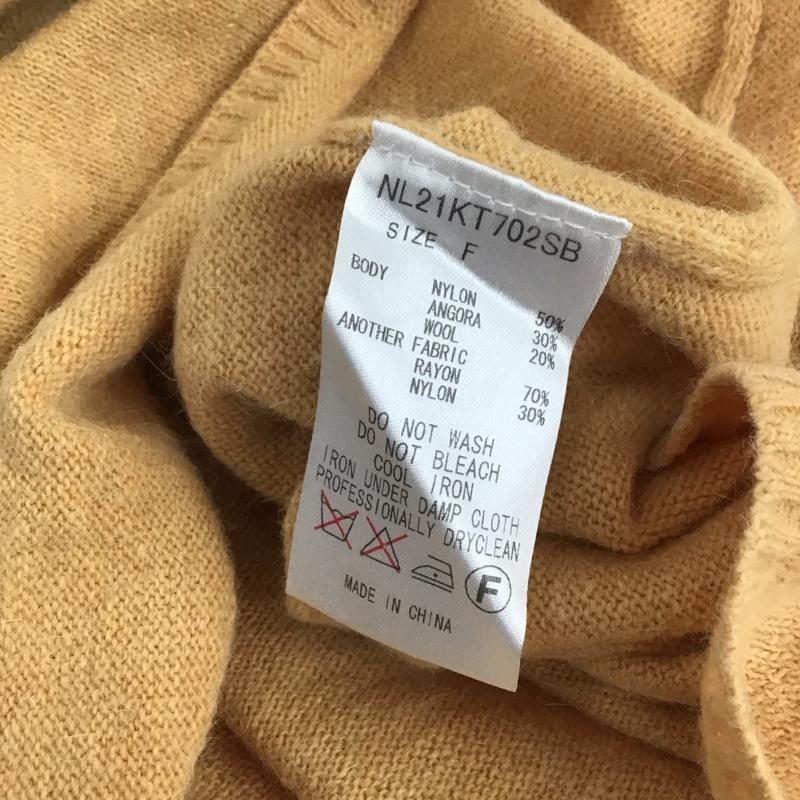 NL21KT702SB
SIZE F
BODY
NYLON 50%
ANGORA 30%
WOOL 20%
ANOTHER FABRIC
RAYON 70%
NYLON 30%
DO NOT WASH
DO NOT BLEACH
COOL IRON
IRON UNDER DAMP CLOTH
PROFESSIONALLY DRYCLEAN
F
MADE IN CHINA